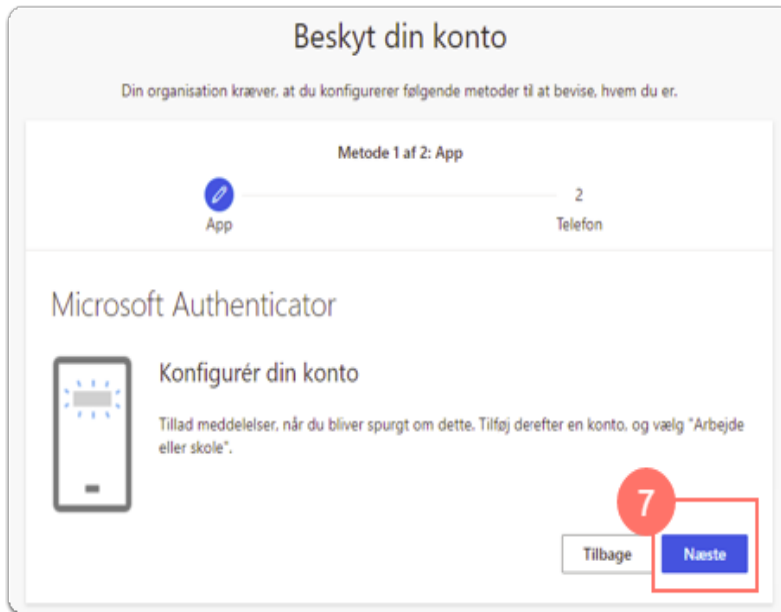 Beskyt din konto
Din organisation kræver, at du konfigurerer følgende metoder til at bevise, hvem du er.
Metode 1 af 2: App
2
App
Telefon
Microsoft Authenticator
Konfigurér din konto
Tillad meddelelser, når du bliver spurgt om dette. Tilføj derefter en konto, og vælg "Arbejde
eller skole".
7
Tilbage
Næste